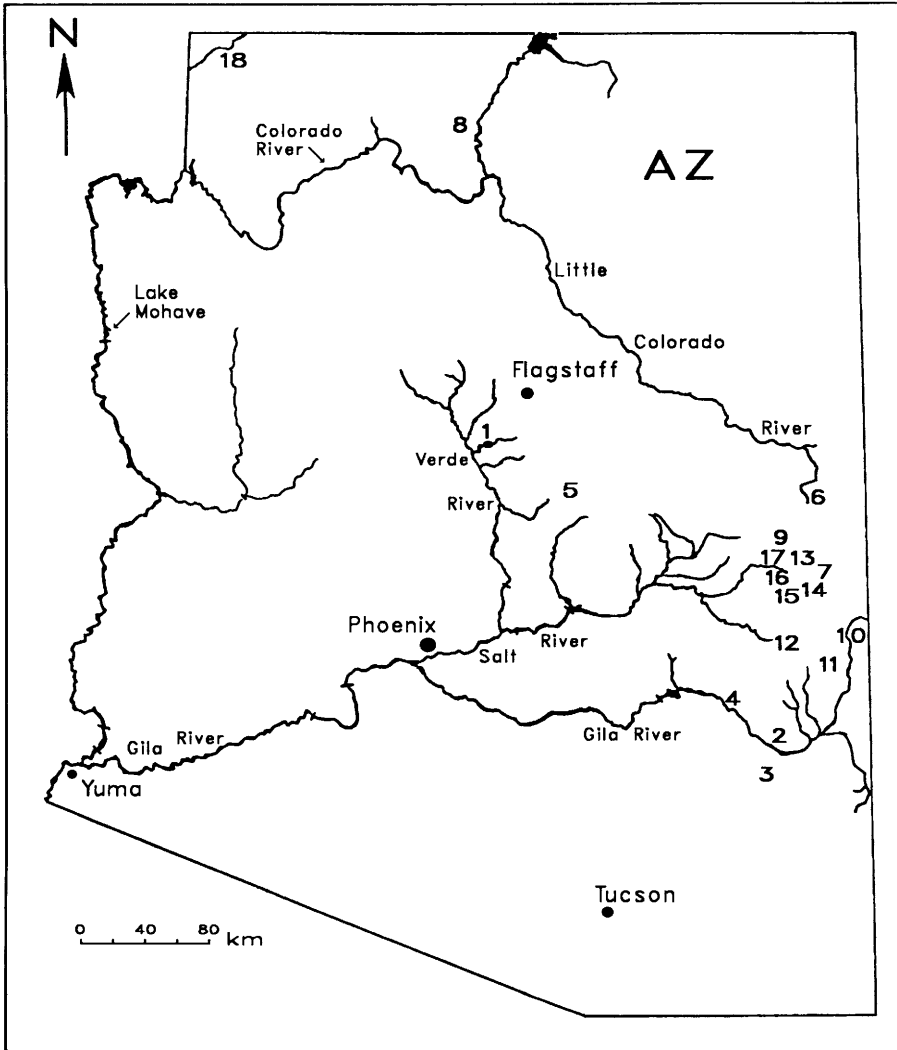 N
18
8
Colorado
River
AZ
Little
Lake
Mohave
Colorado
Flagstaff
River
1
Verde
6
5
River
9
17 13
7
16
14
15
Phoenix
10
12
Salt
River
11
4
Gila River
2
Gila River
3
Yuma
Tucson
0 40 80 km